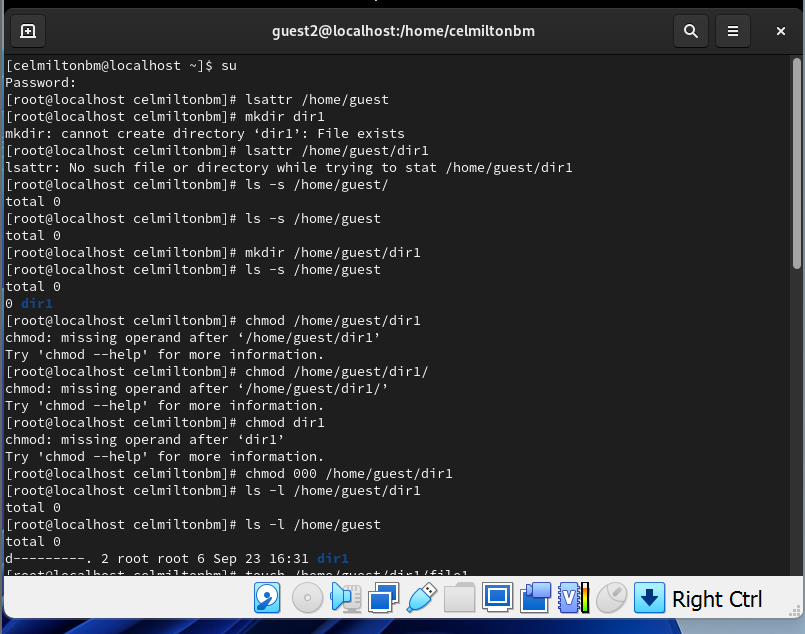 guest2@localhost:/home/celmiltonbm
[celmiltonbm@localhost ~]$ su
Password:
[root@localhost celmiltonbm]# lsattr /home/guest
[root@localhost celmiltonbm]# mkdir dir1
mkdir: cannot create directory ‘dir1’: File exists
[root@localhost celmiltonbm]# lsattr /home/guest/dir1
lsattr: No such file or directory while trying to stat /home/guest/dir1
[root@localhost celmiltonbm]# ls -s /home/guest/
total 0
[root@localhost celmiltonbm]# ls -s /home/guest
total 0
[root@localhost celmiltonbm]# mkdir /home/guest/dir1
[root@localhost celmiltonbm]# ls -s /home/guest
total 0
0 dir1
[root@localhost celmiltonbm]# chmod /home/guest/dir1
chmod: missing operand after ‘/home/guest/dir1’
Try 'chmod --help' for more information.
[root@localhost celmiltonbm]# chmod /home/guest/dir1/
chmod: missing operand after ‘/home/guest/dir1/’
Try 'chmod --help' for more information.
[root@localhost celmiltonbm]# chmod dir1
chmod: missing operand after ‘dir1’
Try 'chmod --help' for more information.
[root@localhost celmiltonbm]# chmod 000 /home/guest/dir1
[root@localhost celmiltonbm]# ls -l /home/guest/dir1
total 0
[root@localhost celmiltonbm]# ls -l /home/guest
total 0
d---------. 2 root root 6 Sep 23 16:31 dir1
[root@localhost celmiltonbm]# touch /home/guest/dir1/file1
Right Ctrl